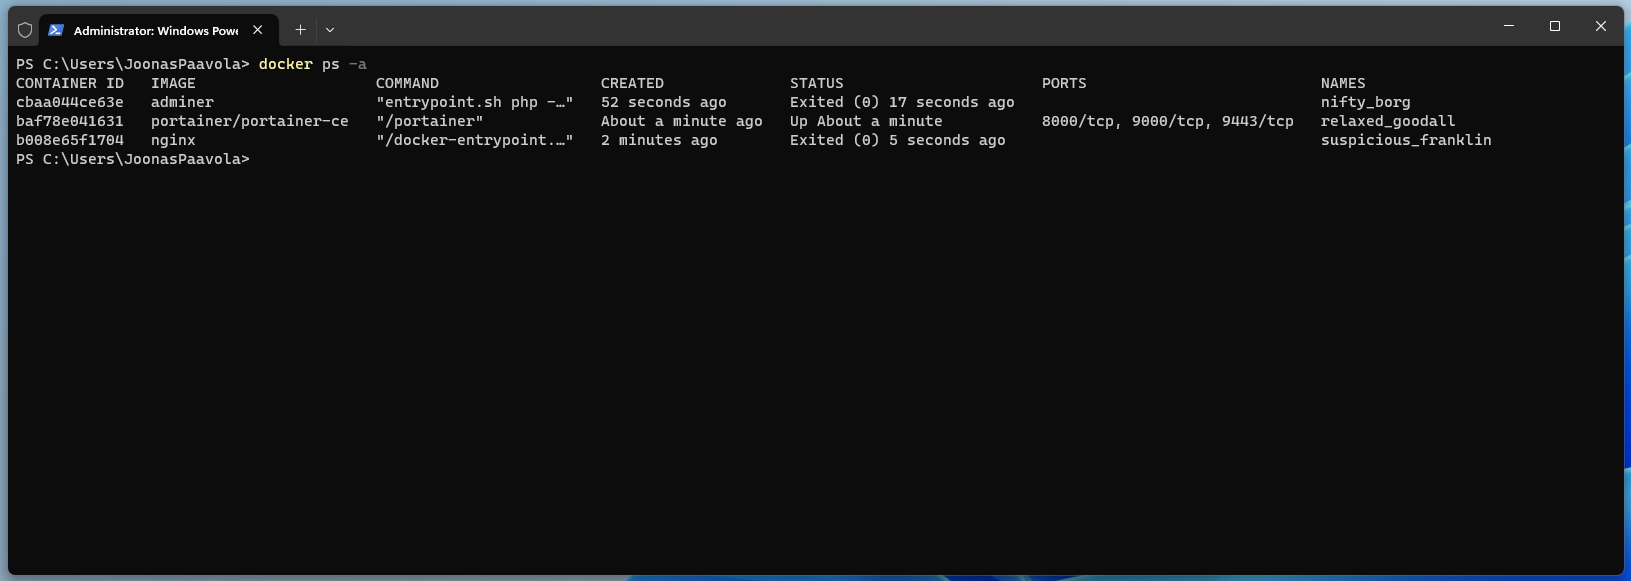 Administrator: Windows Powe
PS C:\Users\JoonasPaavola> docker ps -a
CONTAINER ID   IMAGE                    COMMAND                  CREATED              STATUS                      PORTS                          NAMES
cbaa044ce63e   adminer                  "entrypoint.sh php -…"   52 seconds ago       Exited (0) 17 seconds ago                                  nifty_borg
baf78e041631   portainer/portainer-ce   "/portainer"             About a minute ago   Up About a minute           8000/tcp, 9000/tcp, 9443/tcp   relaxed_goodall
b008e65f1704   nginx                    "/docker-entrypoint.…"   2 minutes ago        Exited (0) 5 seconds ago                                   suspicious_franklin
PS C:\Users\JoonasPaavola>